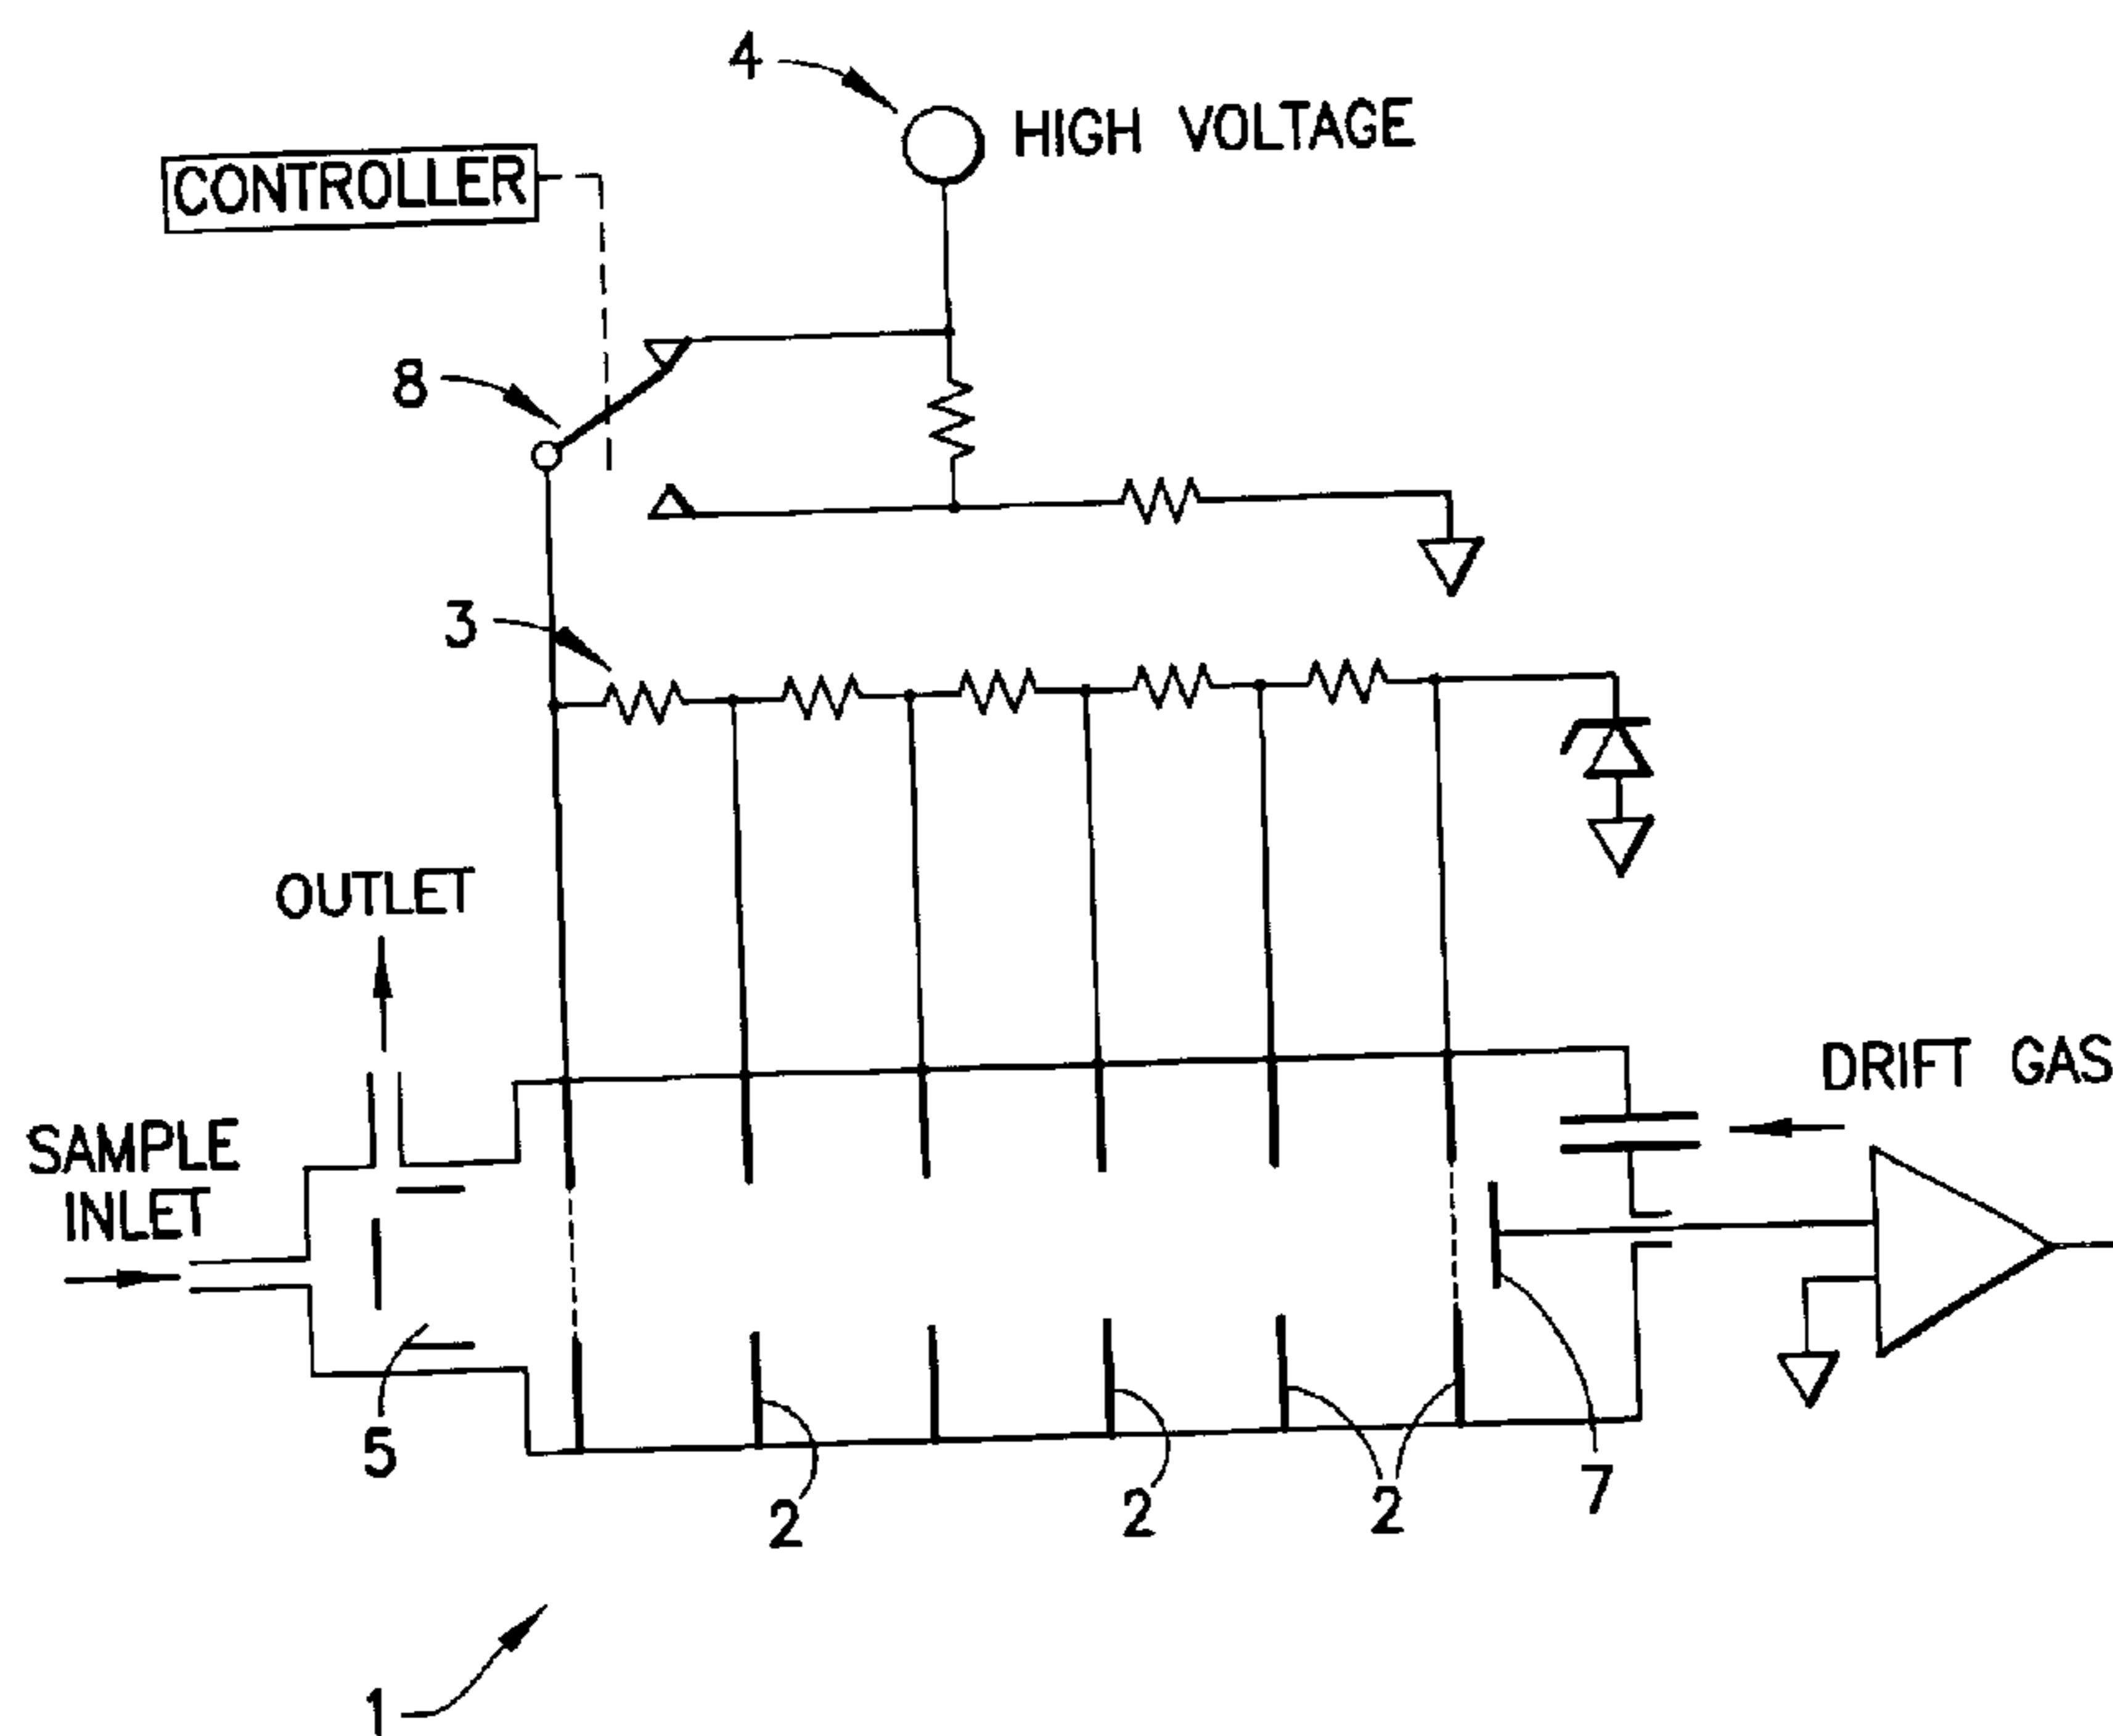 4
HIGH VOLTAGE
CONTROLLER
8
3
OUTLET
DRIFT GAS
SAMPLE
INLET
5
2
2
2
7
1